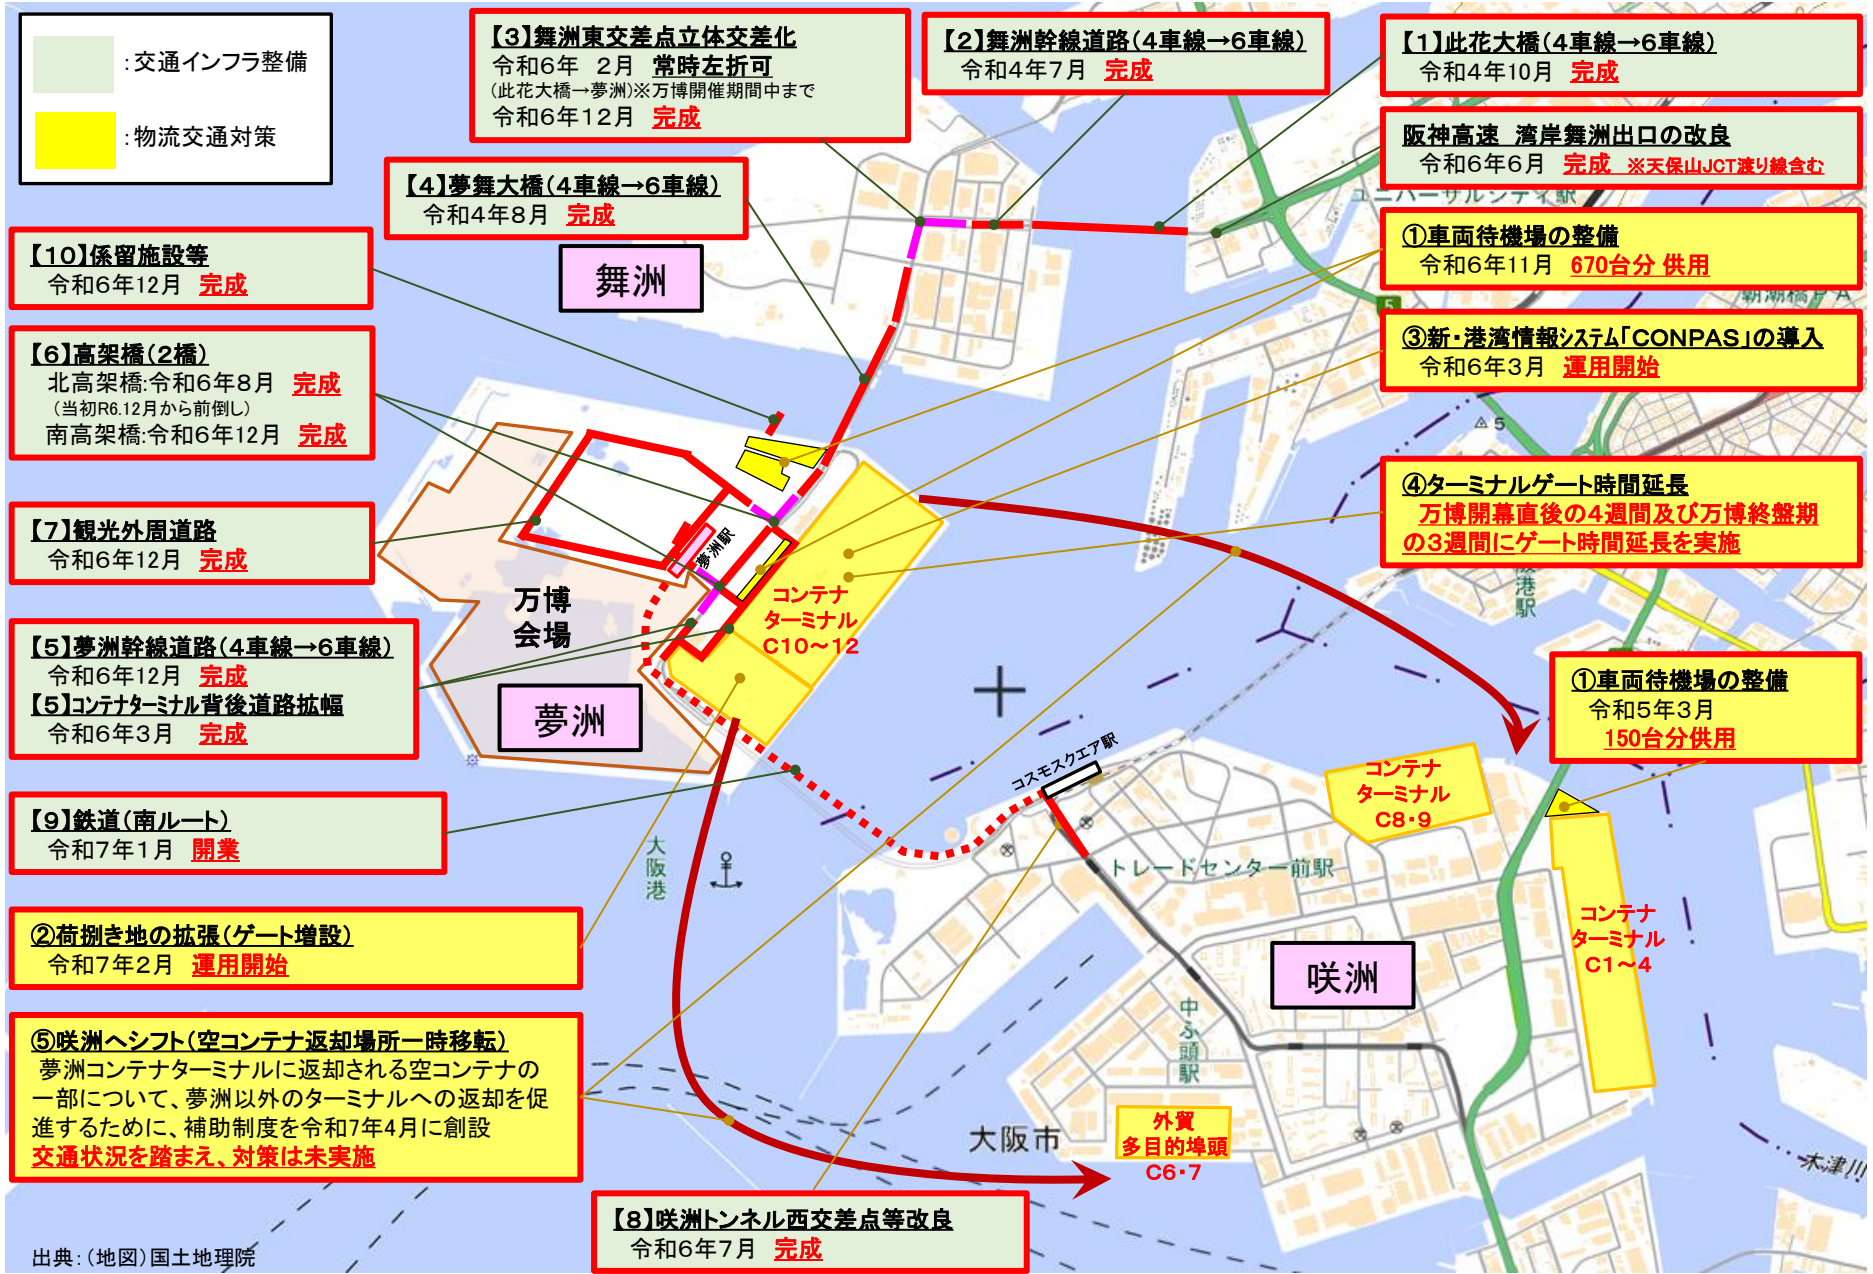 ：交通インフラ整備
：物流交通対策
【3】舞洲東交差点立体交差化
令和6年 2月 常時左折可
(此花大橋→夢洲)※万博開催期間中まで
令和6年12月 完成
【2】舞洲幹線道路(4車線→6車線)
令和4年7月 完成
【1】此花大橋(4車線→6車線)
令和4年10月 完成
阪神高速 湾岸舞洲出口の改良
令和6年6月 完成 ※天保山JCT渡り線含む
【4】夢舞大橋(4車線→6車線)
令和4年8月 完成
ユニバーサルシティ駅
①車両待機場の整備
令和6年11月 670台分 供用
【10】係留施設等
令和6年12月 完成
舞洲
朝潮橋PA
5
③新・港湾情報システム「CONPAS」の導入
令和6年3月 運用開始
【6】高架橋(2橋)
北高架橋:令和6年8月 完成
(当初R6.12月から前倒し)
南高架橋:令和6年12月 完成
5
④ターミナルゲート時間延長
万博開幕直後の4週間及び万博終盤期
の3週間にゲート時間延長を実施
【7】観光外周道路
令和6年12月 完成
夢洲駅
港駅
万博
会場
コンテナ
ターミナル
C10～12
【5】夢洲幹線道路(4車線→6車線)
令和6年12月 完成
【5】コンテナターミナル背後道路拡幅
令和6年3月 完成
夢洲
①車両待機場の整備
令和5年3月
150台分供用
コスモスクエア駅
コンテナ
ターミナル
C8・9
【9】鉄道(南ルート)
令和7年1月 開業
大阪港
トレードセンター前駅
コンテナ
ターミナル
C1～4
②荷捌き地の拡張(ゲート増設)
令和7年2月 運用開始
咲洲
中ふ頭駅
⑤咲洲へシフト(空コンテナ返却場所一時移転)
夢洲コンテナターミナルに返却される空コンテナの
一部について、夢洲以外のターミナルへの返却を促
進するために、補助制度を令和7年4月に創設
交通状況を踏まえ、対策は未実施
大阪市
外貿
多目的埠頭
C6・7
木津川
【8】咲洲トンネル西交差点等改良
令和6年7月 完成
出典：(地図)国土地理院